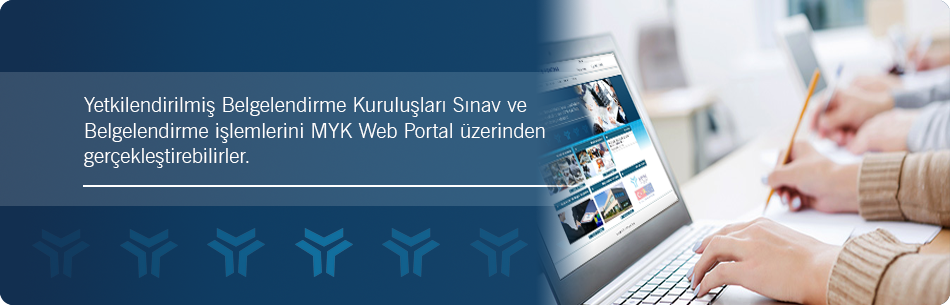 Yetkilendirilmiş Belgelendirme Kuruluşları Sınav ve
Belgelendirme işlemlerini MYK Web Portal üzerinden
gerçekleştirebilirler.